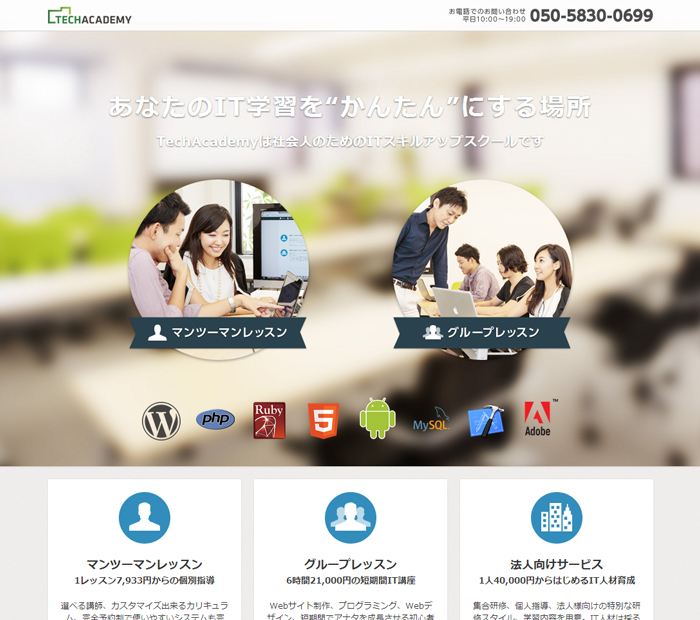 TECHACADEMY
お電話でのお問い合わせ
平日10:00～19:00
050-5830-0699
あなたのIT学習を“かんたん”にする場所
TechAcademyは社会人のためのITスキルアップスクールです
マンツーマンレッスン
グループレッスン
W
php
Ruby
5
MySQL
Adobe™
マンツーマンレッスン
1レッスン7,933円からの個別指導
選べる講師、カスタマイズ出来るカリキュラ
ム、完全予約制で使いやすいシステムも完
グループレッスン
6時間21,000円の短期間IT講座
Webサイト制作、プログラミング、Webデ
ザイン、短期間でアナタを成長させる初心者
法人向けサービス
1人40,000円からはじめるIT人材育成
集合研修、個人指導、法人様向けの特別な研
修スタイル、学習内容を用意。IT人材は採る